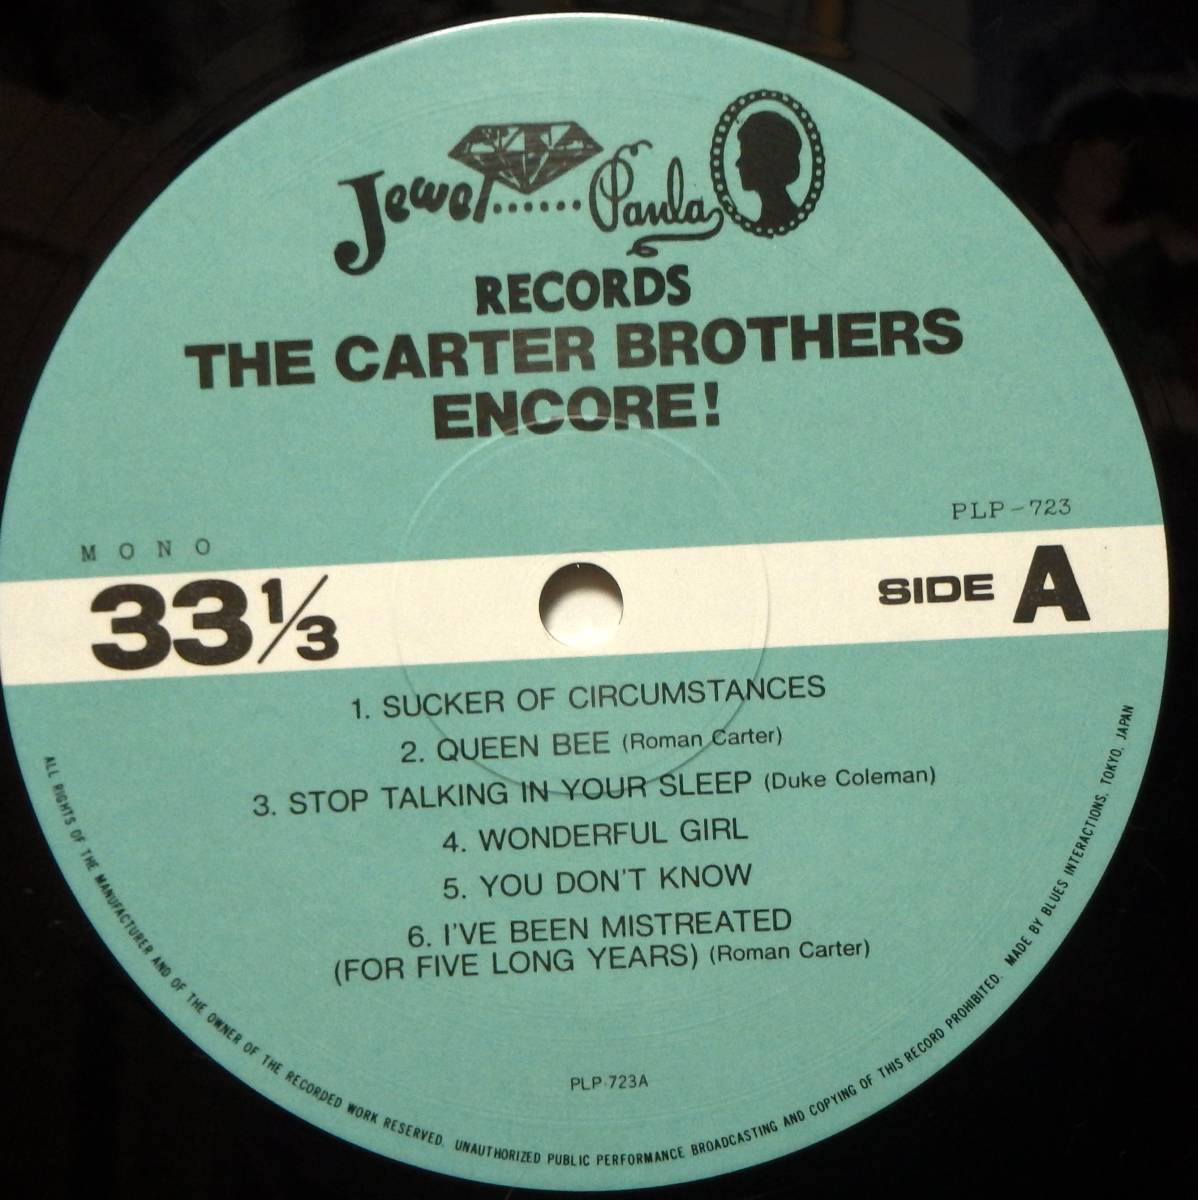 Jewel...... Paula
RECORDS
THE CARTER BROTHERS
ENCORE!
PLP-723
MONO
33 1/3
SIDE A
1. SUCKER OF CIRCUMSTANCES
2. QUEEN BEE (Roman Carter)
3. STOP TALKING IN YOUR SLEEP (Duke Coleman)
4. WONDERFUL GIRL
5. YOU DON'T KNOW
6. I'VE BEEN MISTREATED
(FOR FIVE LONG YEARS) (Roman Carter)
PLP-723A
ALL RIGHTS OF THE MANUFACTURER AND OF THE OWNER OF THE RECORDED WORK RESERVED. UNAUTHORIZED PUBLIC PERFORMANCE BROADCASTING AND COPYING OF THIS RECORD PROHIBITED. MADE BY BLUES INTERACTIONS, TOKYO, JAPAN